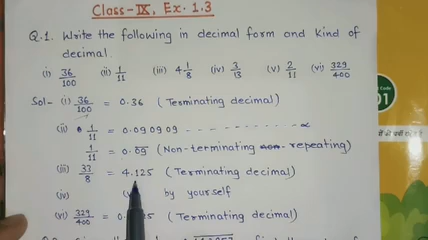 Class-IX, Ex. 1.3
Q.1. Write the following in decimal form and kind of
decimal.
(i) 36/100 (ii) 1/11 (iii) 4 1/8 (iv) 3/13 (v) 2/11 (vi) 329/400
Sol- (i) 36/100 = 0.36 (Terminating decimal)
(ii) 1/11 = 0.090909 - - - - - - - - - - - ∝
1/11 = 0.09̅ (Non-terminating repeating)
(iii) 33/8 = 4.125 (Terminating decimal)
(iv) by yourself
(vi) 329/400 = 0. 25 (Terminating decimal)